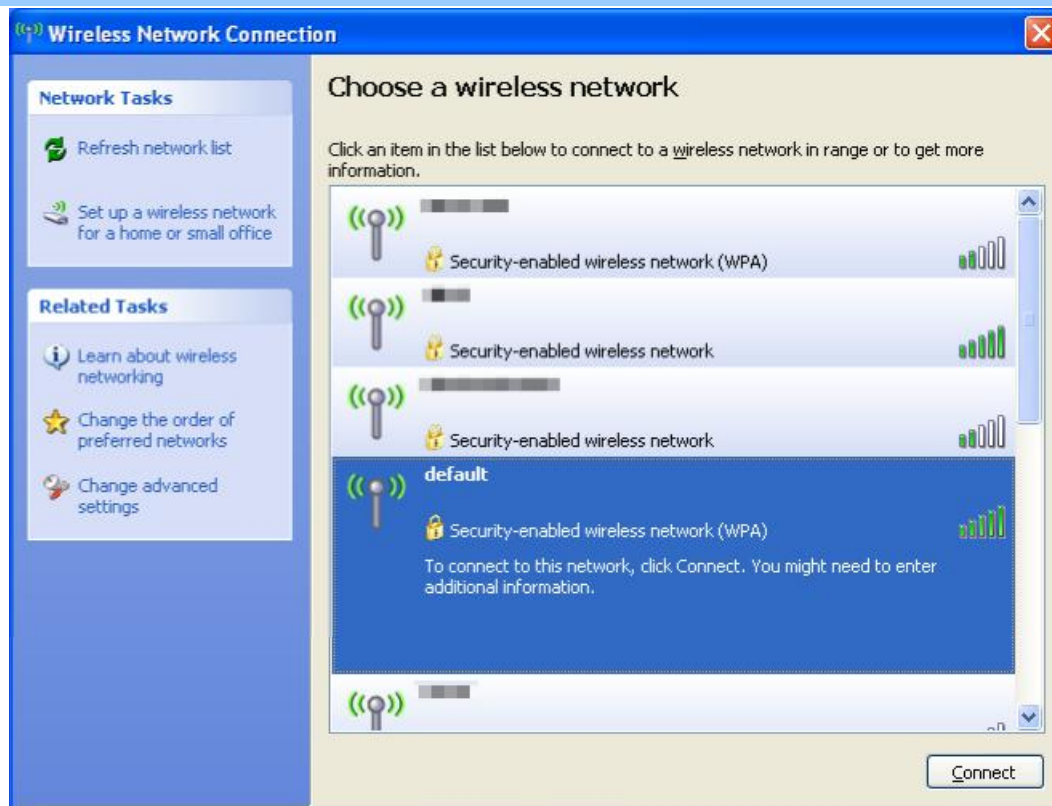 Wireless Network Connection
Network Tasks
Refresh network list
Set up a wireless network
for a home or small office
Related Tasks
Learn about wireless
networking
Change the order of
preferred networks
Change advanced
settings
Choose a wireless network
Click an item in the list below to connect to a wireless network in range or to get more
information.
Security-enabled wireless network (WPA)
Security-enabled wireless network
Security-enabled wireless network
default
Security-enabled wireless network (WPA)
To connect to this network, click Connect. You might need to enter
additional information.
Connect